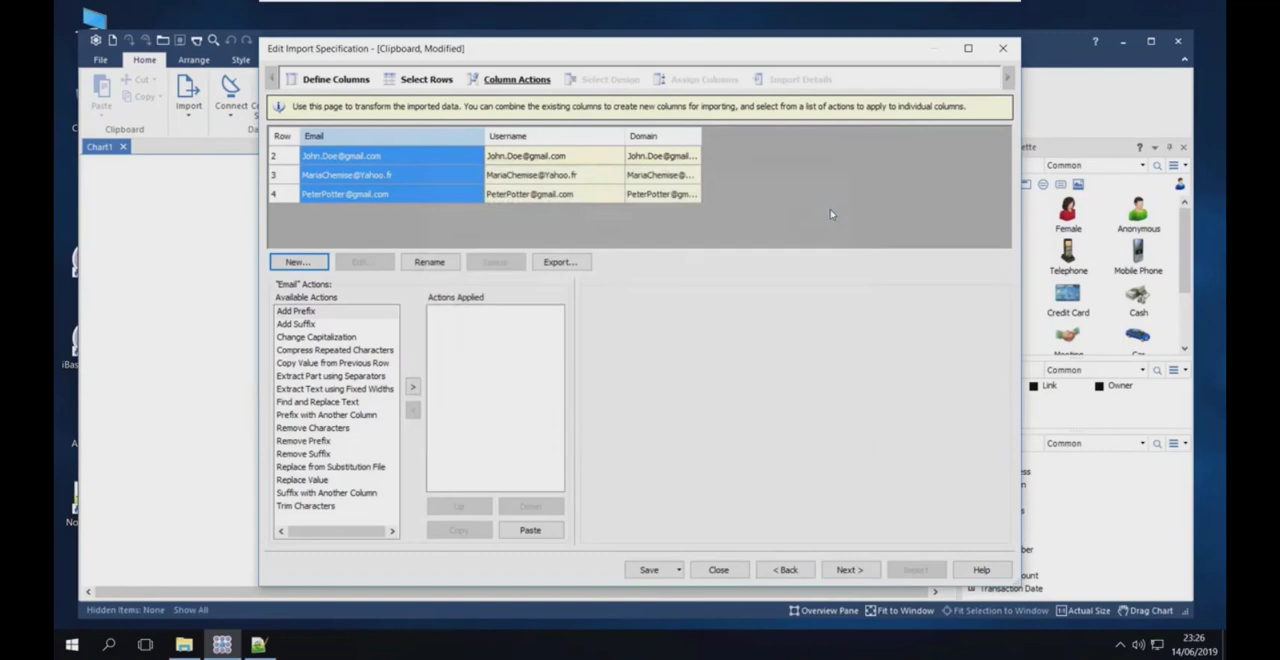 Edit Import Specification - [Clipboard, Modified]
File Home Arrange Style
Define Columns Select Rows Column Actions Select Design Assign Columns Import Details
Paste Cut Copy Import Connect
Clipboard
Use this page to transform the imported data. You can combine the existing columns to create new columns for importing, and select from a list of actions to apply to individual columns.
Chart1
Row Email Username Domain
2 John.Doe@gmail.com John.Doe@gmail.com John.Doe@gmail...
3 MariaChemise@Yahoo.fr MariaChemise@Yahoo.fr MariaChemise@...
4 PeterPotter@gmail.com PeterPotter@gmail.com PeterPotter@gm...
New... Edit... Rename Export...
"Email" Actions:
Available Actions Actions Applied
Add Prefix
Add Suffix
Change Capitalization
Compress Repeated Characters
Copy Value from Previous Row
Extract Part using Separators
Extract Text using Fixed Widths
Find and Replace Text
Prefix with Another Column
Remove Characters
Remove Prefix
Remove Suffix
Replace from Substitution File
Replace Value
Suffix with Another Column
Trim Characters
Up Down
Copy Paste
Save Close < Back Next > Import Help
ette
Common
Female Anonymous
Telephone Mobile Phone
Credit Card Cash
Meeting Car
Common
Link Owner
Common
ess
ber
ount
Transaction Date
iBas
No
Hidden Items: None Show All
Overview Pane Fit to Window Fit Selection to Window Actual Size Drag Chart
23:26
14/06/2019